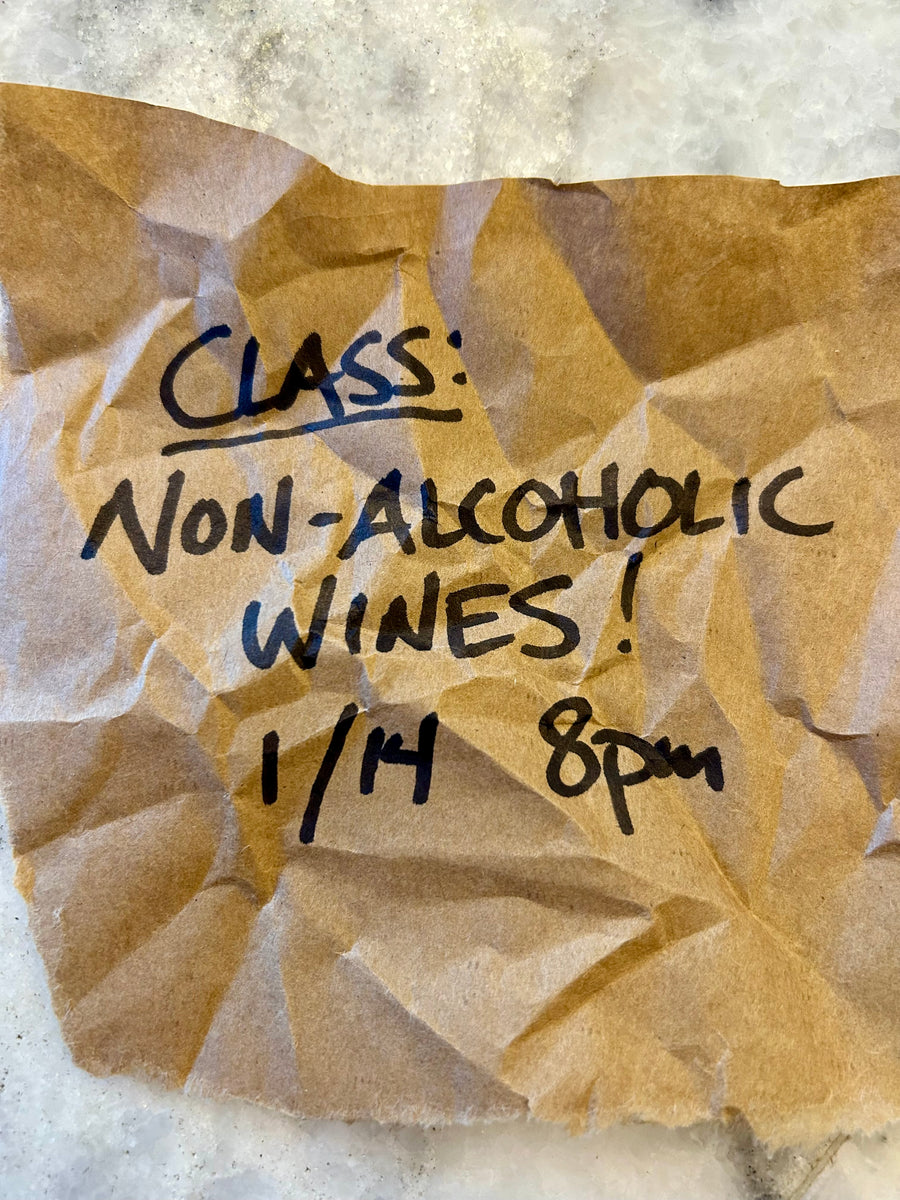 CLASS:
NON-ALCOHOLIC
WINES!
1/14 8pm